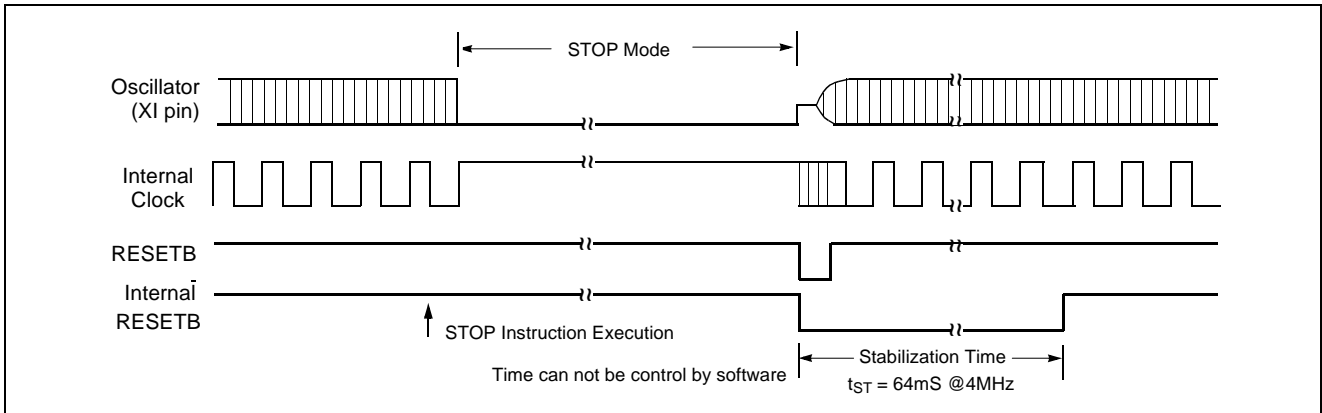 STOP Mode
Oscillator
(XI pin)
Internal
Clock
RESETB
Internal
RESETB
STOP Instruction Execution
Time can not be control by software
Stabilization Time
tST = 64mS @4MHz